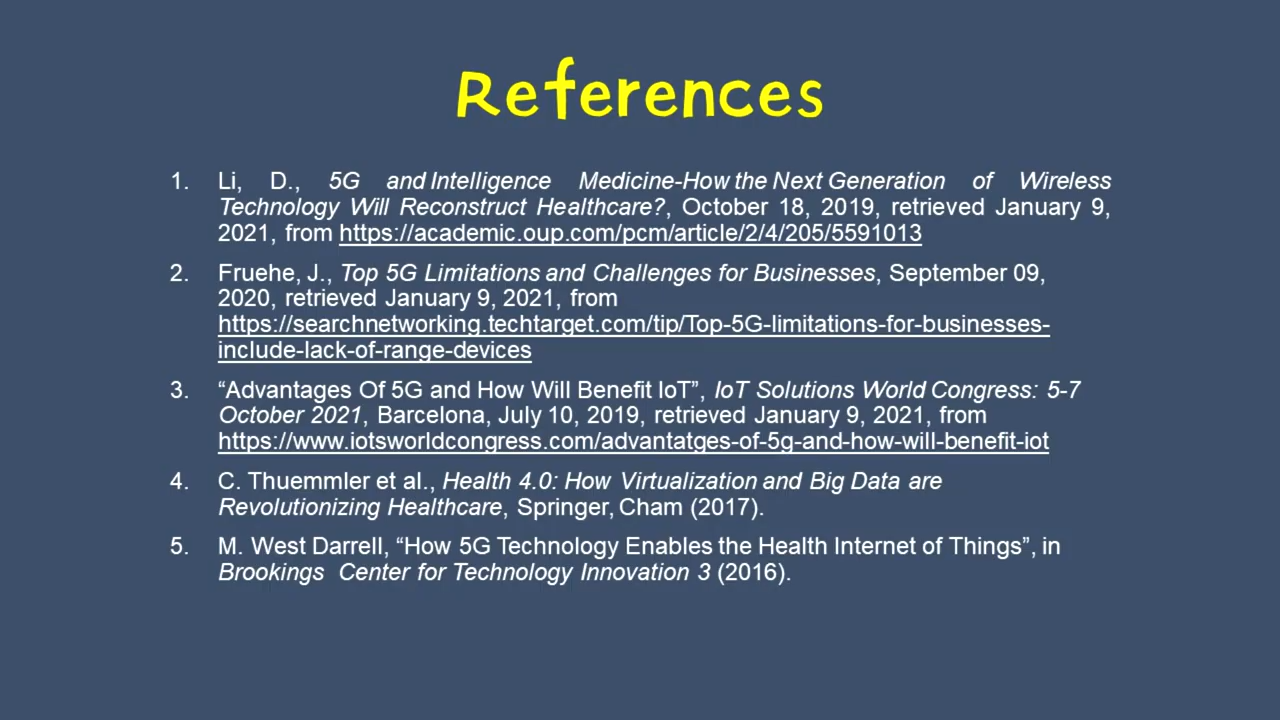 References
1. Li, D., 5G and Intelligence Medicine-How the Next Generation of Wireless
Technology Will Reconstruct Healthcare?, October 18, 2019, retrieved January 9,
2021, from https://academic.oup.com/pcm/article/2/4/205/5591013
2. Fruehe, J., Top 5G Limitations and Challenges for Businesses, September 09,
2020, retrieved January 9, 2021, from
https://searchnetworking.techtarget.com/tip/Top-5G-limitations-for-businesses-
include-lack-of-range-devices
3. “Advantages Of 5G and How Will Benefit IoT”, IoT Solutions World Congress: 5-7
October 2021, Barcelona, July 10, 2019, retrieved January 9, 2021, from
https://www.iotsworldcongress.com/advantatges-of-5g-and-how-will-benefit-iot
4. C. Thuemmler et al., Health 4.0: How Virtualization and Big Data are
Revolutionizing Healthcare, Springer, Cham (2017).
5. M. West Darrell, “How 5G Technology Enables the Health Internet of Things”, in
Brookings Center for Technology Innovation 3 (2016).